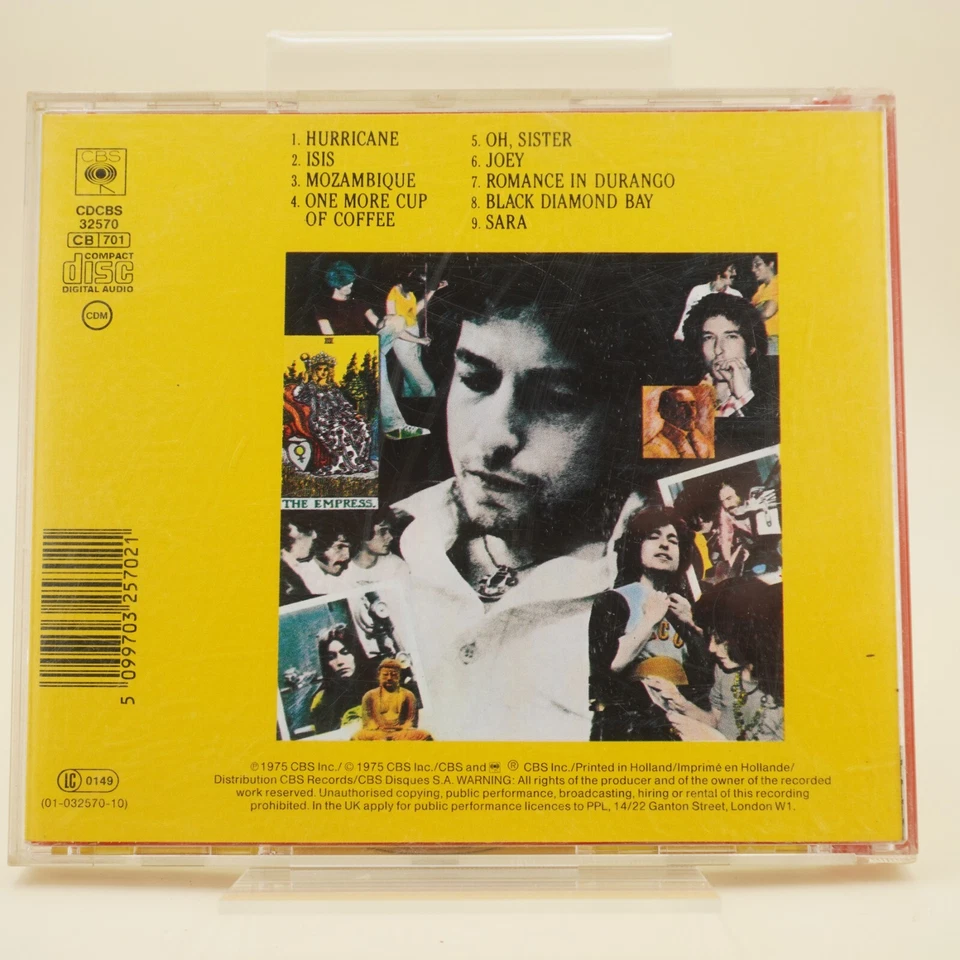 CBS
CDCBS
32570
CB 701
COMPACT
disc
DIGITAL AUDIO
CDM
1. HURRICANE
2. ISIS
3. MOZAMBIQUE
4. ONE MORE CUP
OF COFFEE
5. OH, SISTER
6. JOEY
7. ROMANCE IN DURANGO
8. BLACK DIAMOND BAY
9. SARA
III
THE EMPRESS.
5 099703 257021
LC 0149
(01-032570-10)
℗ 1975 CBS Inc./ © 1975 CBS Inc./CBS and ® CBS Inc./Printed in Holland/Imprimé en Hollande/
Distribution CBS Records/CBS Disques S.A. WARNING: All rights of the producer and of the owner of the recorded
work reserved. Unauthorised copying, public performance, broadcasting, hiring or rental of this recording
prohibited. In the UK apply for public performance licences to PPL, 14/22 Ganton Street, London W1.